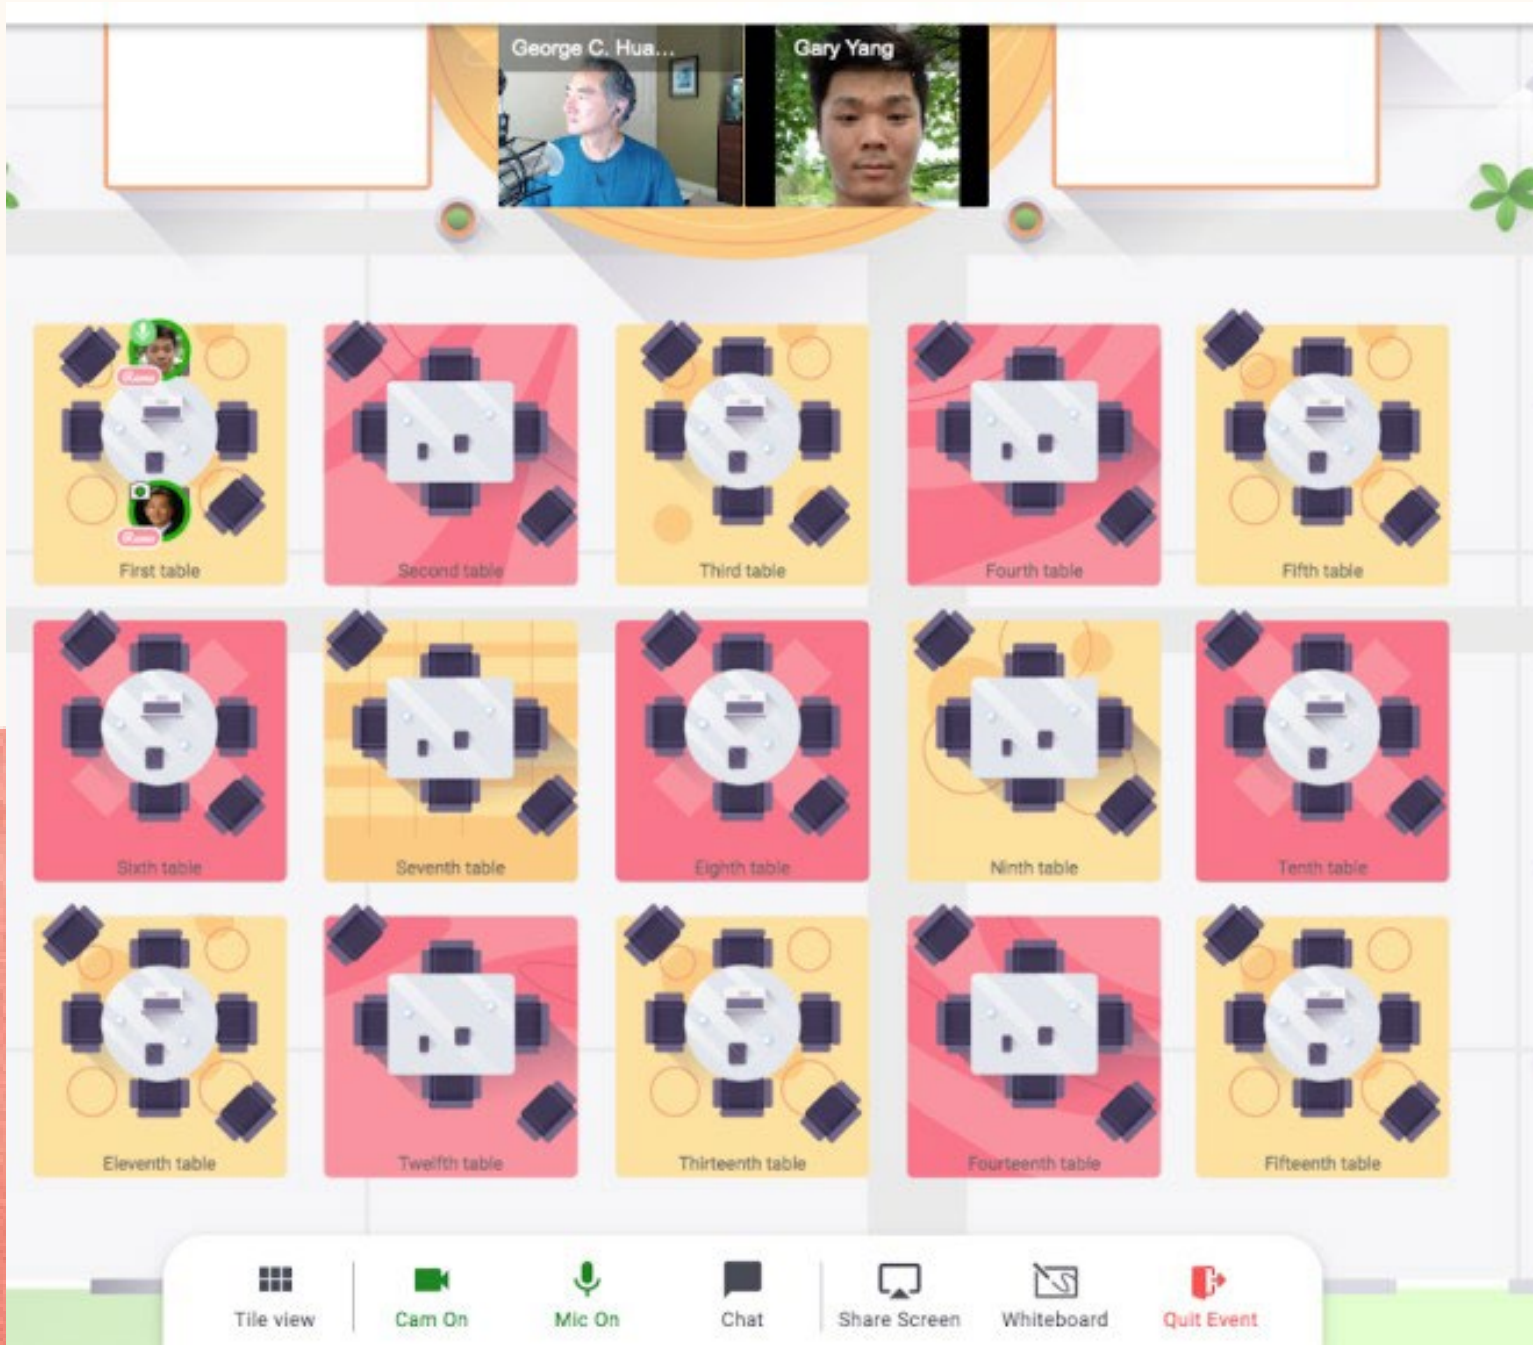 George C. Hua...
Gary Yang
Remo
Remo
First table
Second table
Third table
Fourth table
Fifth table
Sixth table
Seventh table
Eighth table
Ninth table
Tenth table
Eleventh table
Twelfth table
Thirteenth table
Fourteenth table
Fifteenth table
Tile view
Cam On
Mic On
Chat
Share Screen
Whiteboard
Quit Event